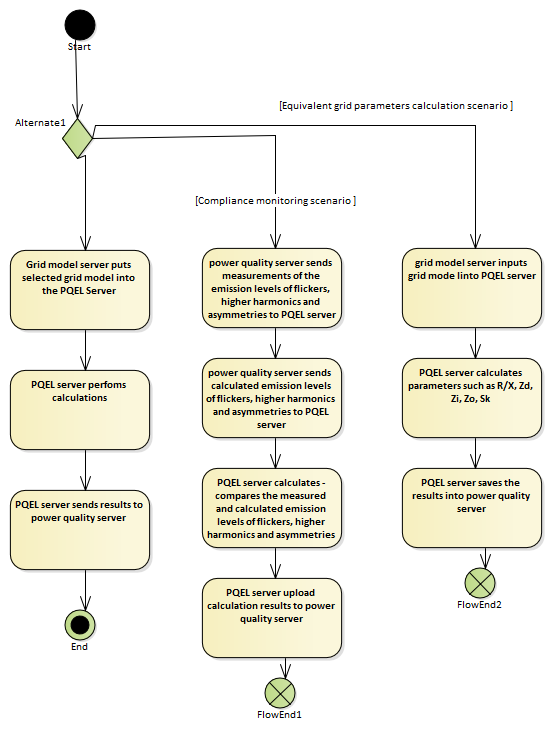 Start
[Equivalent grid parameters calculation scenario ]
Alternate1
[Compliance monitoring scenario ]
Grid model server puts
selected grid model into
the PQEL Server
PQEL server perfoms
calculations
PQEL server sends results to
power quality server
End
power quality server sends
measurements of the
emission levels of flickers,
higher harmonics and
asymmetries to PQEL server
power quality server sends
calculated emission levels
of flickers, higher harmonics
and asymmetries to PQEL
server
PQEL server calculates -
compares the measured
and calculated emission
levels of flickers, higher
harmonics and asymmetries
PQEL server upload
calculation results to power
quality server
FlowEnd1
grid model server inputs
grid mode linto PQEL server
PQEL server calculates
parameters such as R/X, Zd,
Zi, Zo, Sk
PQEL server saves the
results into power quality
server
FlowEnd2